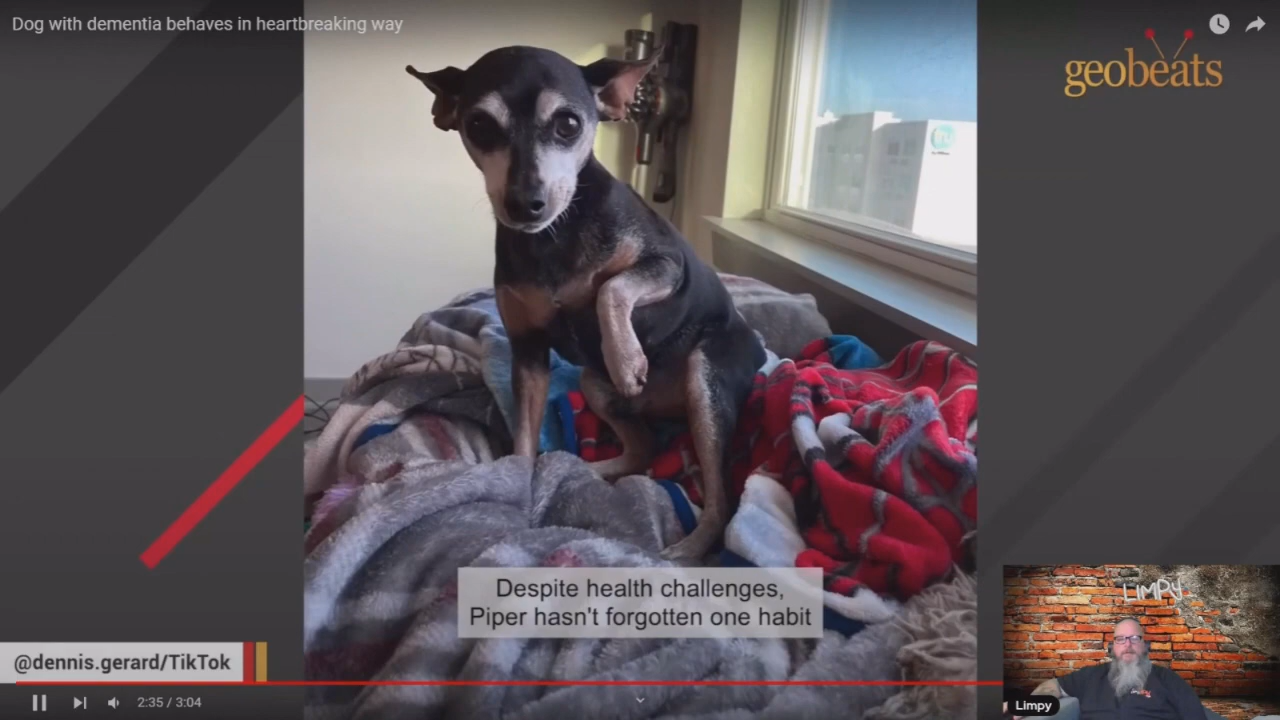 Dog with dementia behaves in heartbreaking way
geobeats
Despite health challenges,
Piper hasn't forgotten one habit
@dennis.gerard/TikTok
2:35 / 3:04
LimPy
Limpy